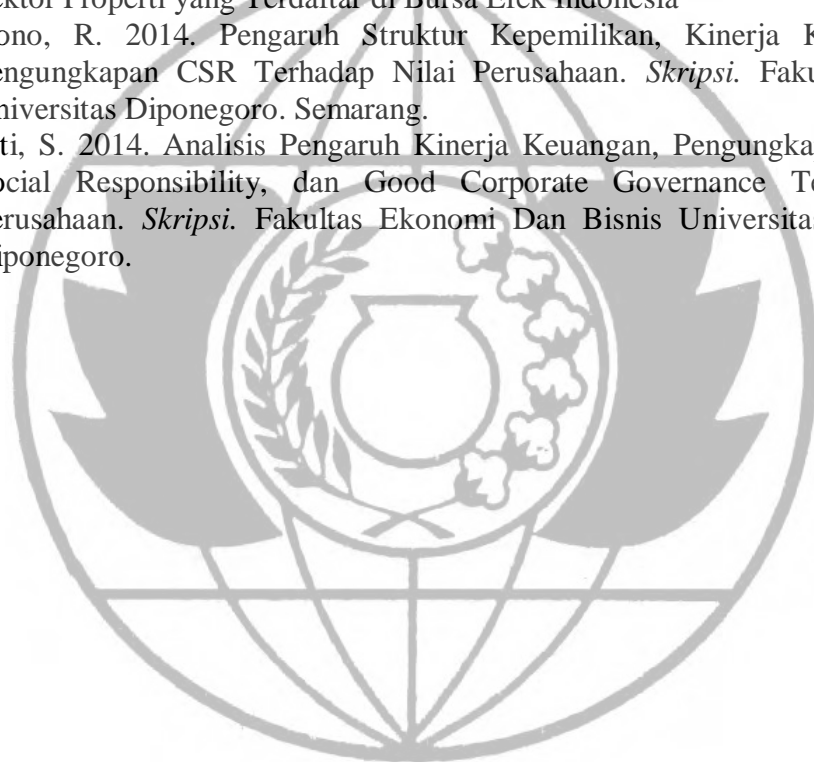 ektor Properti yang Terdaftar di Bursa Efek Indonesia
ono, R. 2014. Pengaruh Struktur Kepemilikan, Kinerja K
engungkapan CSR Terhadap Nilai Perusahaan. Skripsi. Faku
niversitas Diponegoro. Semarang.
ti, S. 2014. Analisis Pengaruh Kinerja Keuangan, Pengungka
ocial Responsibility, dan Good Corporate Governance Te
erusahaan. Skripsi. Fakultas Ekonomi Dan Bisnis Universitas
iponegoro.